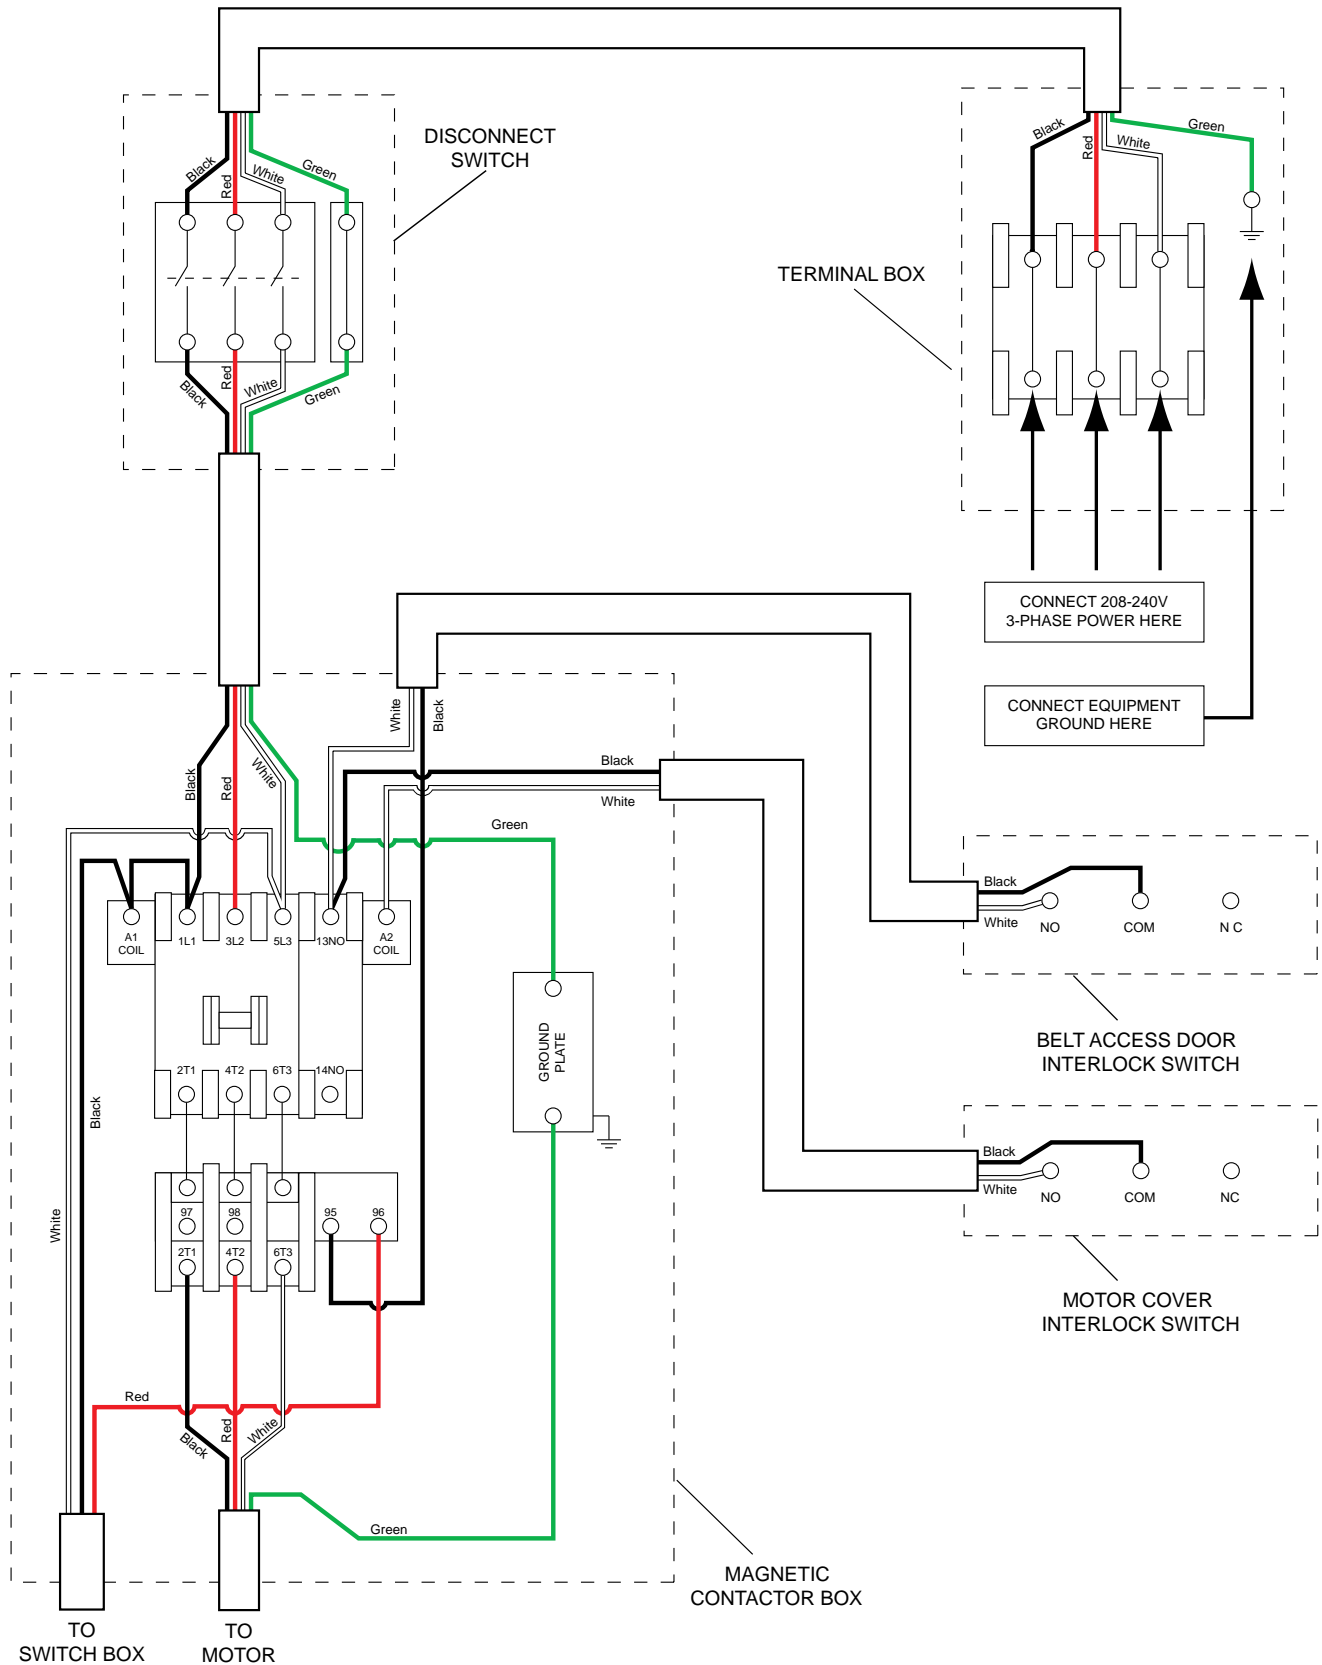 DISCONNECT
SWITCH
Black
Red
White
Green
Black
Red
White
Green
TERMINAL BOX
Black
Red
White
Green
CONNECT 208-240V
3-PHASE POWER HERE
CONNECT EQUIPMENT
GROUND HERE
White
Black
Black
White
Black
Red
White
Green
A1
COIL
1L1
3L2
5L3
13NO
A2
COIL
2T1
4T2
6T3
14NO
GROUND
PLATE
Black
White
97
98
95
96
2T1
4T2
6T3
Red
Black
Red
White
Green
Black
White
NO
COM
N C
BELT ACCESS DOOR
INTERLOCK SWITCH
Black
White
NO
COM
NC
MOTOR COVER
INTERLOCK SWITCH
MAGNETIC
CONTACTOR BOX
TO
SWITCH BOX
TO
MOTOR